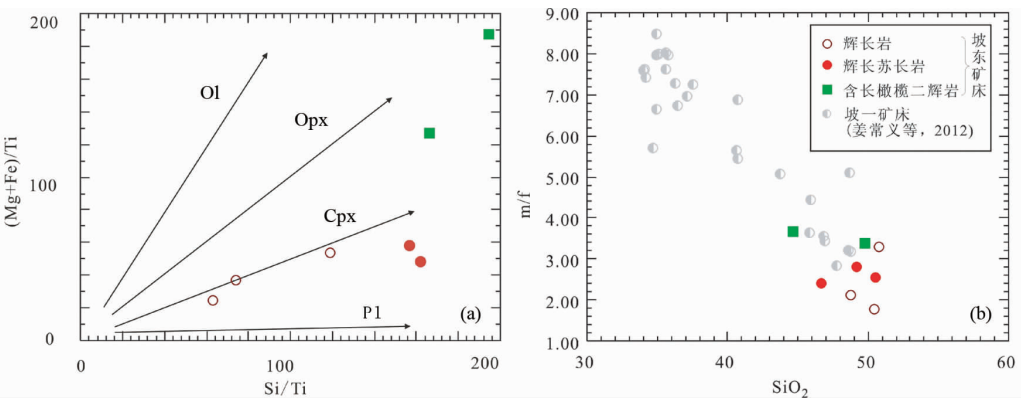 200
100
0
(Mg+Fe)/Ti
Ol
Opx
Cpx
P1
(a)
0
100
200
Si/Ti
9.00
8.00
7.00
6.00
5.00
4.00
3.00
2.00
1.00
m/f
辉长岩
辉长苏长岩
含长橄榄二辉岩
坡东矿床
坡一矿床
(姜常义等，2012)
(b)
30
40
50
60
SiO₂